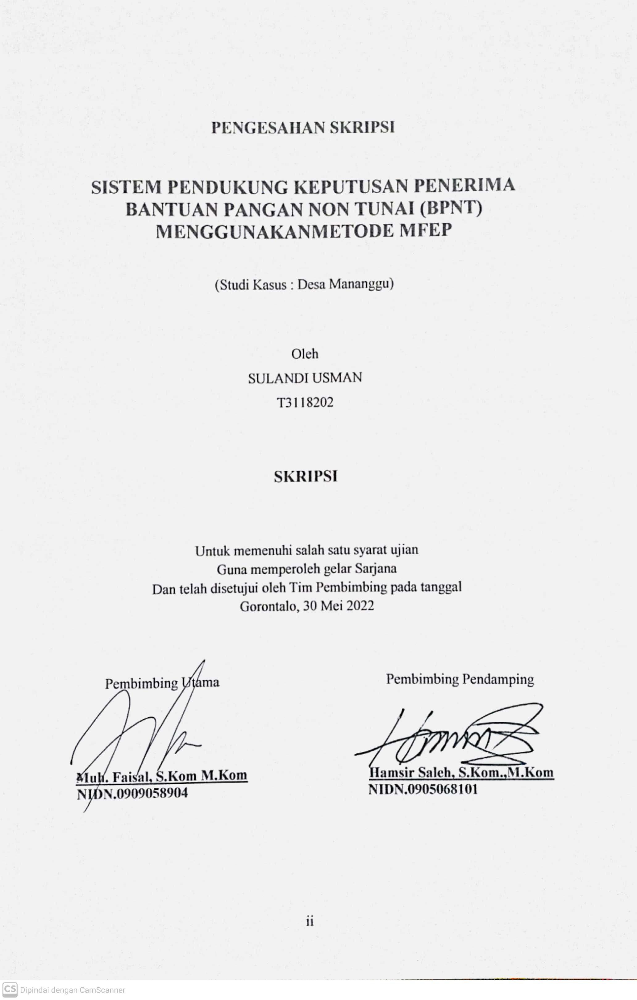 PENGESAHAN SKRIPSI
SISTEM PENDUKUNG KEPUTUSAN PENERIMA
BANTUAN PANGAN NON TUNAI (BPNT)
MENGGUNAKANMETODE MFEP
(Studi Kasus : Desa Mananggu)
Oleh
SULANDI USMAN
T3118202
SKRIPSI
Untuk memenuhi salah satu syarat ujian
Guna memperoleh gelar Sarjana
Dan telah disetujui oleh Tim Pembimbing pada tanggal
Gorontalo, 30 Mei 2022
Pembimbing Utama
Muh. Faisal, S.Kom M.Kom
NIDN.0909058904
Pembimbing Pendamping
Hamsir Saleh, S.Kom.,M.Kom
NIDN.0905068101
ii
CS Dipindai dengan CamScanner